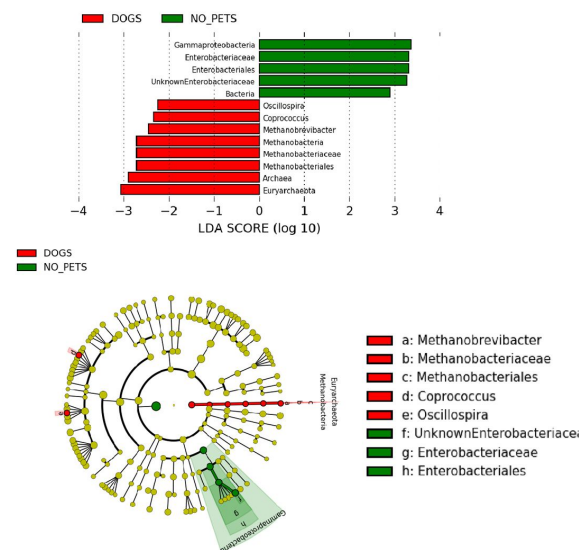 DOGS NO_PETS
Gammaproteobacteria
Enterobacteriaceae
Enterobacteriales
UnknownEnterobacteriaceae
Bacteria
Oscillospira
Coprococcus
Methanobrevibacter
Methanobacteria
Methanobacteriaceae
Methanobacteriales
Archaea
Euryarchaeota
−4 −3 −2 −1 0 1 2 3 4
LDA SCORE (log 10)
DOGS
NO_PETS
a b c
Euryarchaeota
Methanobacteria
f
g
h
Gammaproteobacteria
a: Methanobrevibacter
b: Methanobacteriaceae
c: Methanobacteriales
d: Coprococcus
e: Oscillospira
f: UnknownEnterobacteriacea
g: Enterobacteriaceae
h: Enterobacteriales